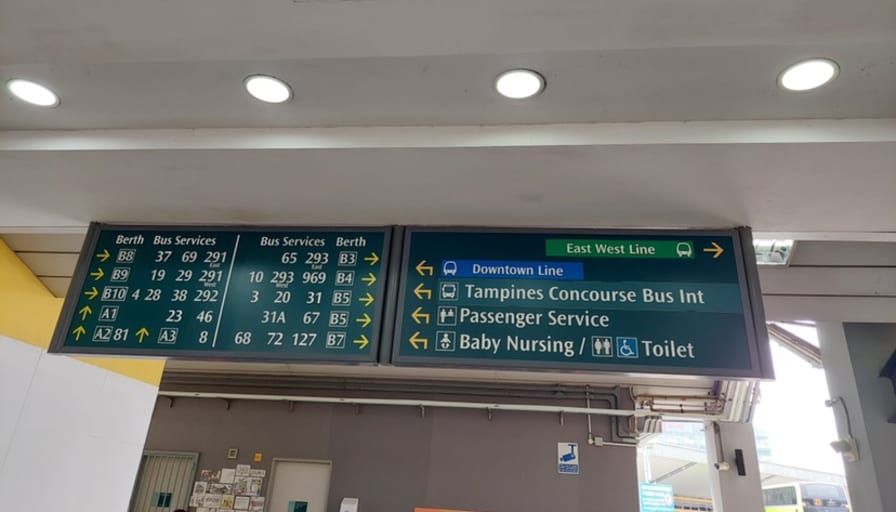 Berth Bus Services
B8 37 69 291 East
B9 19 29 291 West
B10 4 28 38 292
A1 23 46
A2 81 A3 8
Bus Services Berth
65 293 East B3
10 293 West 969 B4
3 20 31 B5
31A 67 B5
68 72 127 B7
East West Line
Downtown Line
Tampines Concourse Bus Int
Passenger Service
Baby Nursing / Toilet